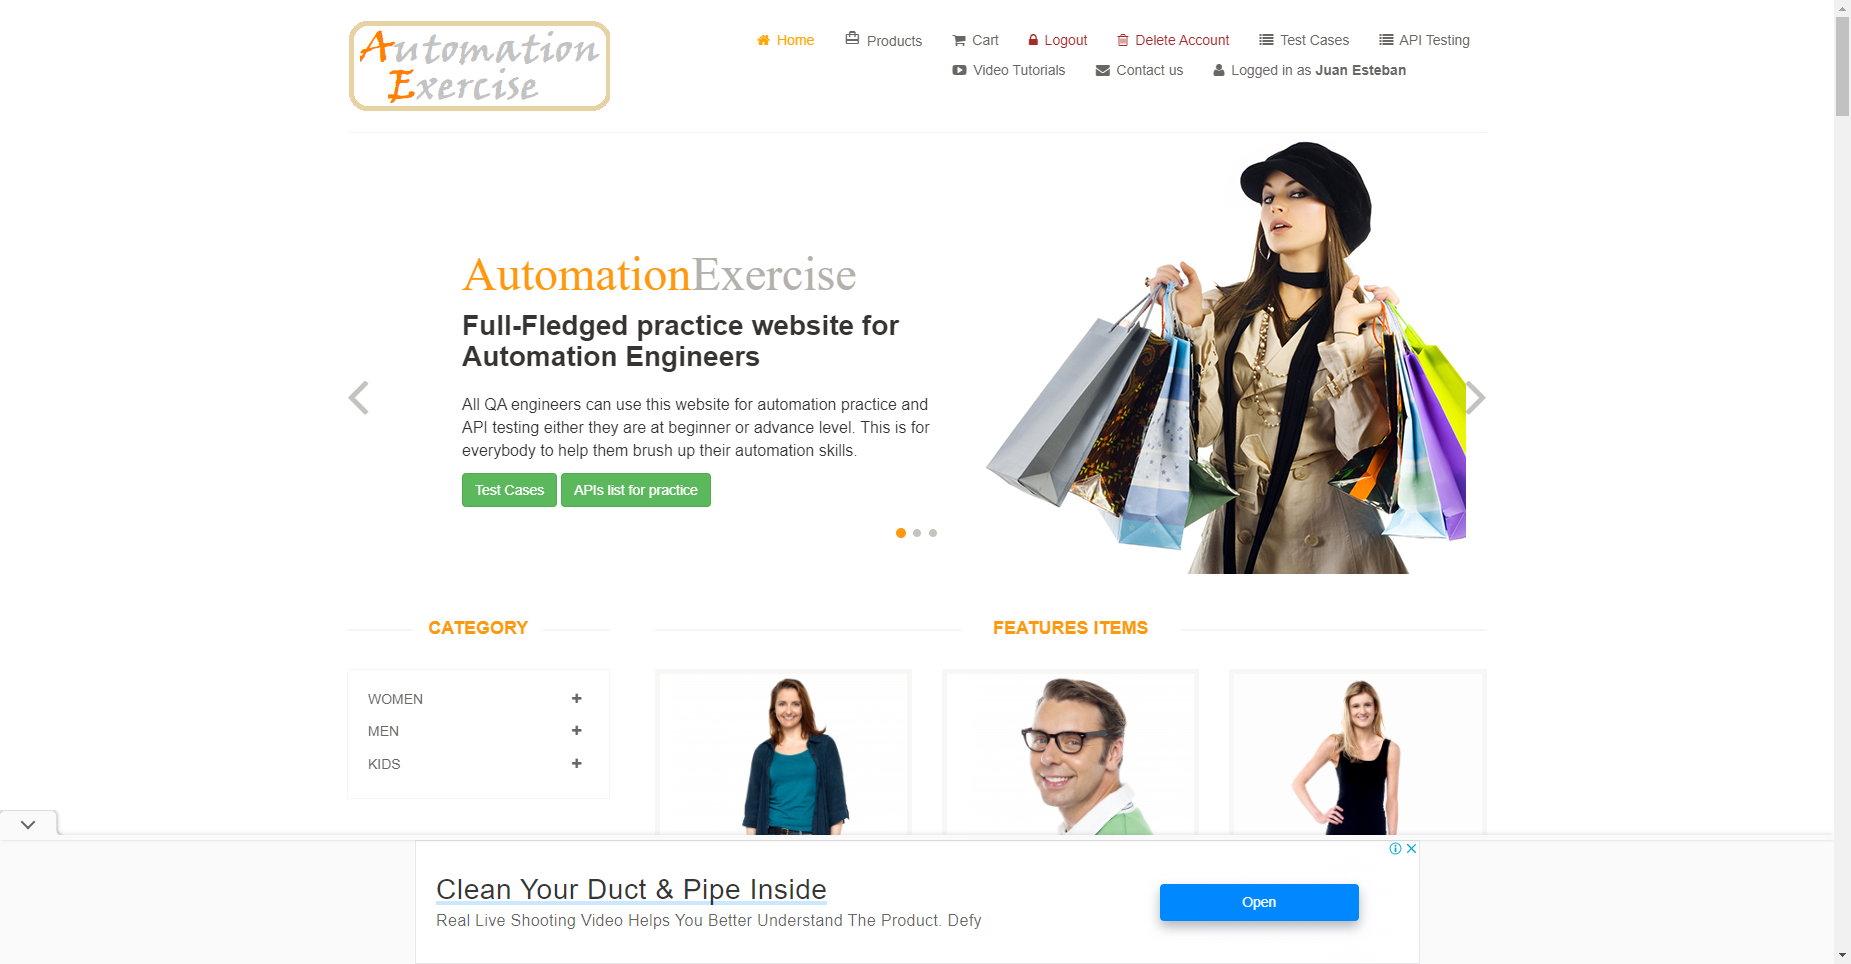 Automation
Exercise
Home
Products
Cart
Logout
Delete Account
Test Cases
API Testing
Video Tutorials
Contact us
Logged in as Juan Esteban
AutomationExercise
Full-Fledged practice website for
Automation Engineers
All QA engineers can use this website for automation practice and
API testing either they are at beginner or advance level. This is for
everybody to help them brush up their automation skills.
Test Cases
APIs list for practice
CATEGORY
FEATURES ITEMS
WOMEN
MEN
KIDS
Clean Your Duct & Pipe Inside
Real Live Shooting Video Helps You Better Understand The Product. Defy
Open